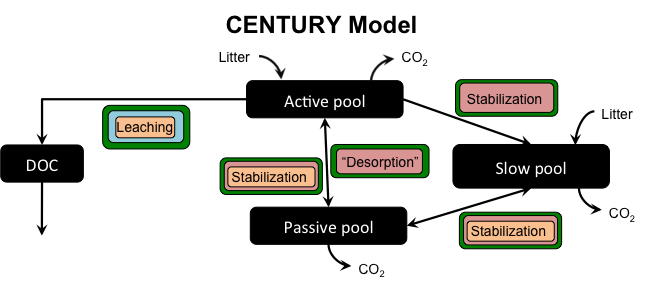 CENTURY Model
Litter
CO2
Active pool
Stabilization
Leaching
Litter
DOC
Stabilization
“Desorption”
Slow pool
Passive pool
Stabilization
CO2
CO2